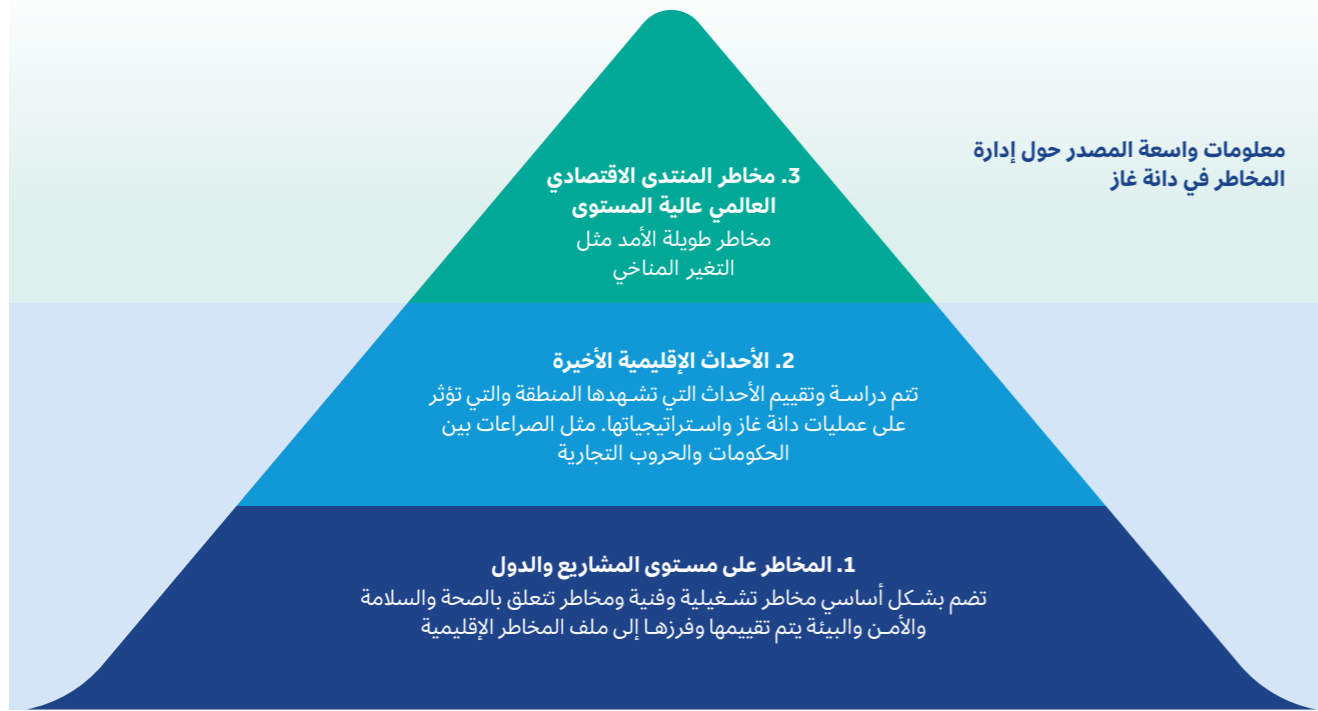 معلومات واسعة المصدر حول إدارة
المخاطر في دانة غاز
3. مخاطر المنتدى الاقتصادي
العالمي عالية المستوى
مخاطر طويلة الأمد مثل
التغير المناخي
2. الأحداث الإقليمية الأخيرة
تتم دراسة وتقييم الأحداث التي تشهدها المنطقة والتي تؤثر
على عمليات دانة غاز واستراتيجياتها. مثل الصراعات بين
الحكومات والحروب التجارية
1. المخاطر على مستوى المشاريع والدول
تضم بشكل أساسي مخاطر تشغيلية وفنية ومخاطر تتعلق بالصحة والسلامة
والأمن والبيئة يتم تقييمها وفرزها إلى ملف المخاطر الإقليمية